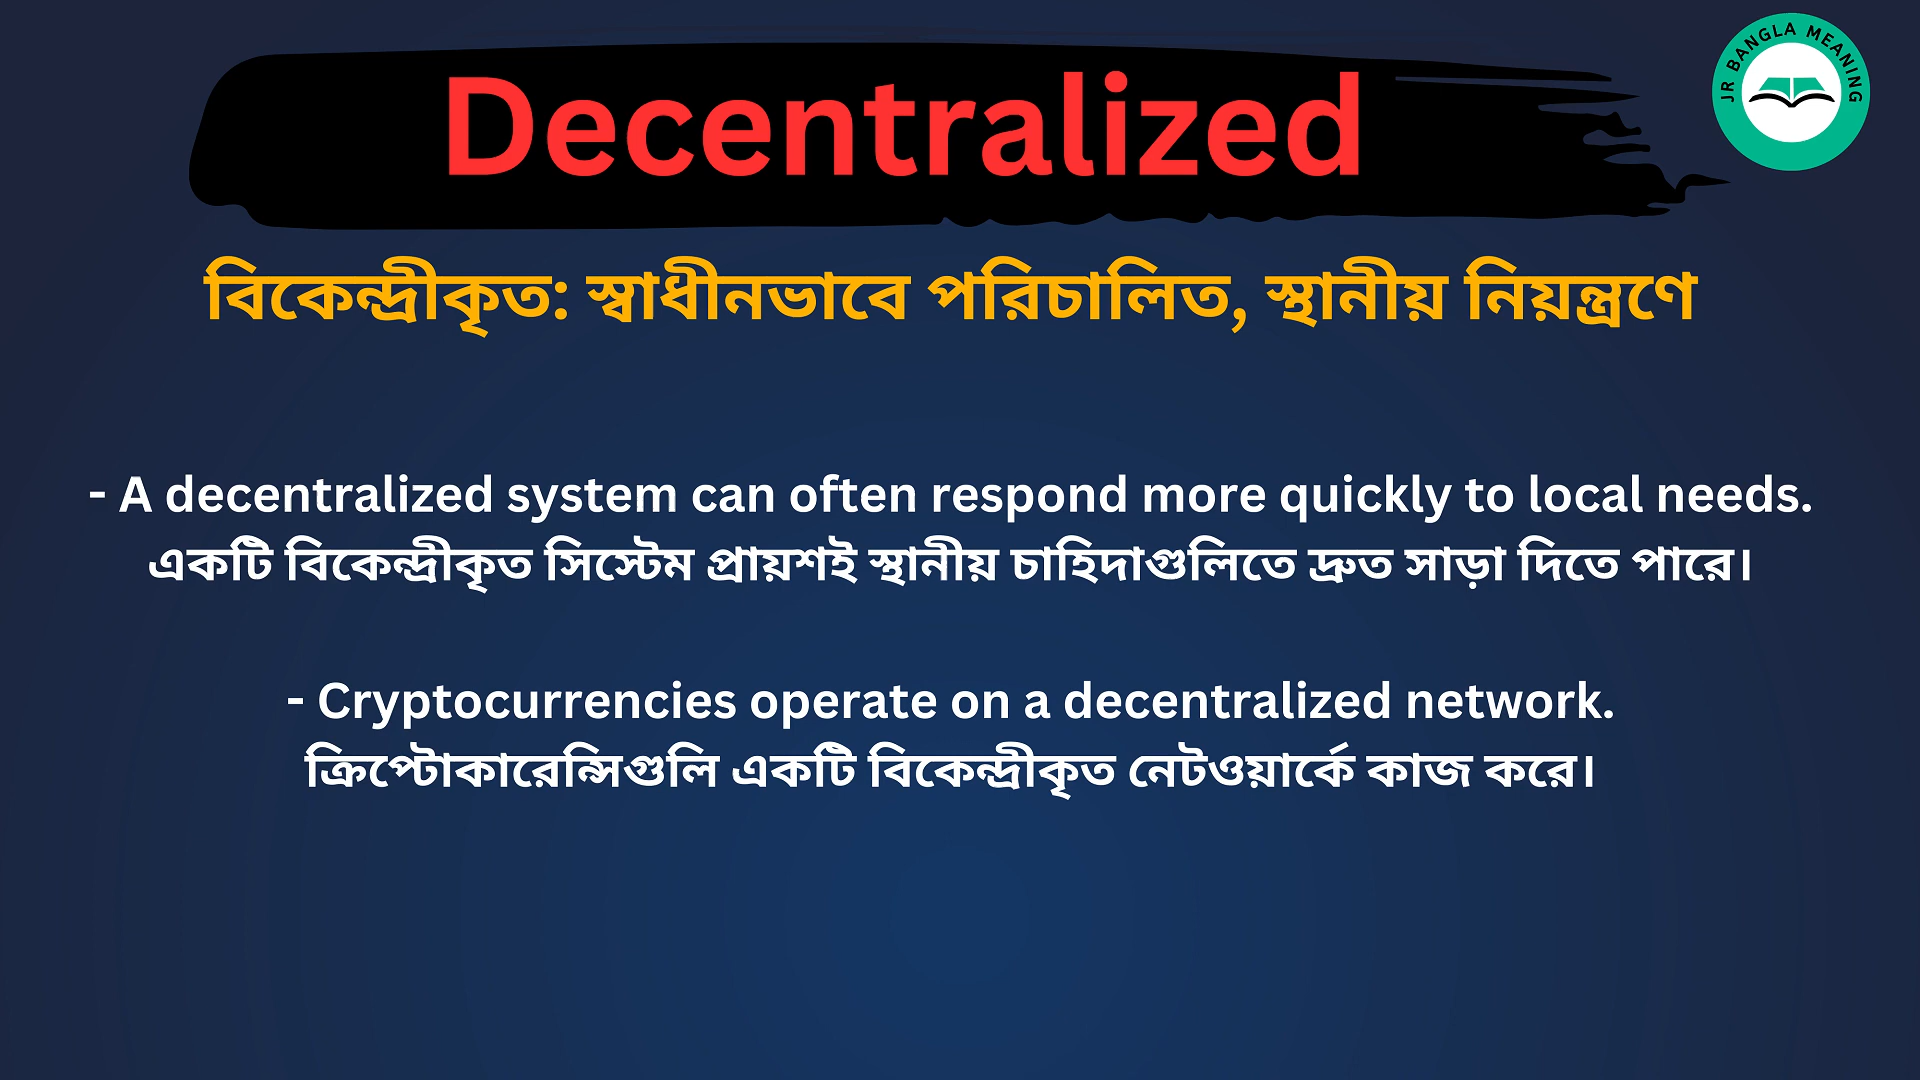 Decentralized
JR BANGLA MEANING
বিকেন্দ্রীকৃত: স্বাধীনভাবে পরিচালিত, স্থানীয় নিয়ন্ত্রণে
- A decentralized system can often respond more quickly to local needs.
একটি বিকেন্দ্রীকৃত সিস্টেম প্রায়শই স্থানীয় চাহিদাগুলিতে দ্রুত সাড়া দিতে পারে।
- Cryptocurrencies operate on a decentralized network.
ক্রিপ্টোকারেন্সিগুলি একটি বিকেন্দ্রীকৃত নেটওয়ার্কে কাজ করে।